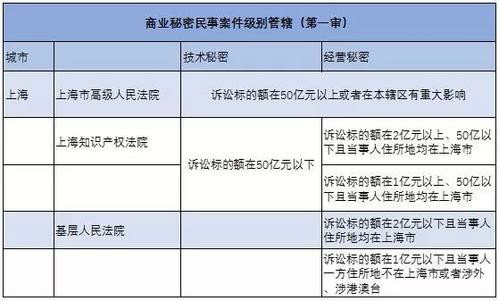 商业秘密民事案件级别管辖（第一审）
城市 技术秘密 经营秘密
上海 上海市高级人民法院 诉讼标的额在50亿元以上或者在本辖区有重大影响
上海知识产权法院 诉讼标的额在50亿元以下
诉讼标的额在2亿元以上、50亿以
下且当事人住所地均在上海市
诉讼标的额在1亿元以上、50亿以
下且当事人住所地均在上海市
基层人民法院
诉讼标的额在2亿元以下且当事人
住所地均在上海市
诉讼标的额在1亿元以下且当事人
一方住所地不在上海市或者涉外
、涉港澳台